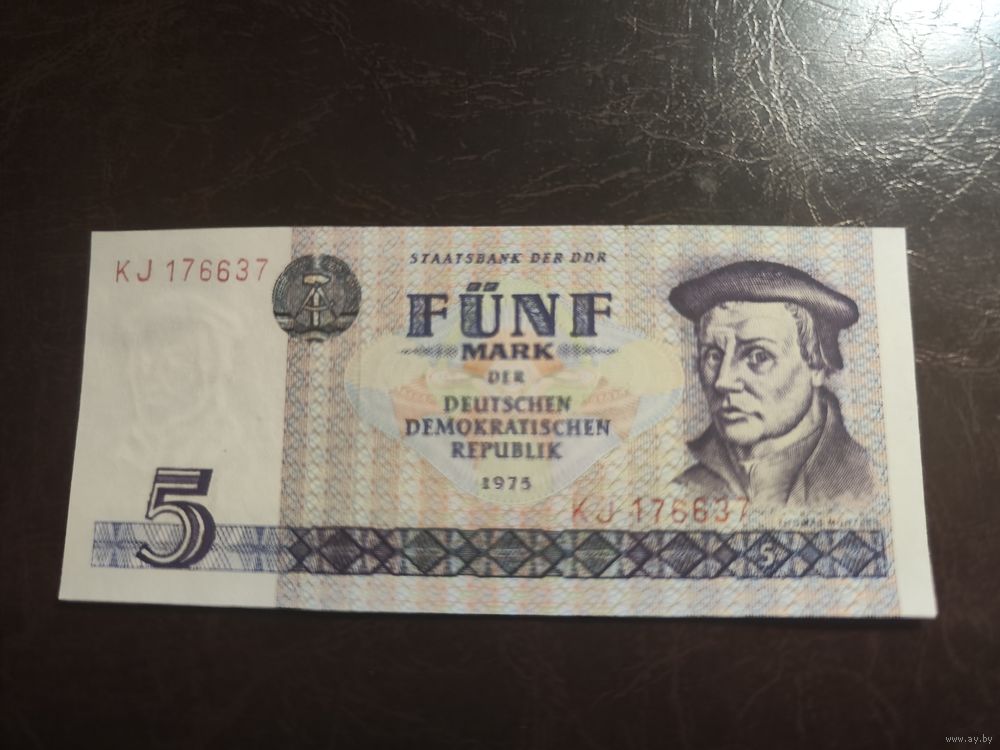 KJ 176637
STAATSBANK DER DDR
FÜNF
MARK
DER
DEUTSCHEN
DEMOKRATISCHEN
REPUBLIK
1975
KJ 176637
THOMAS MÜNTZER
5
5
www.ay.by